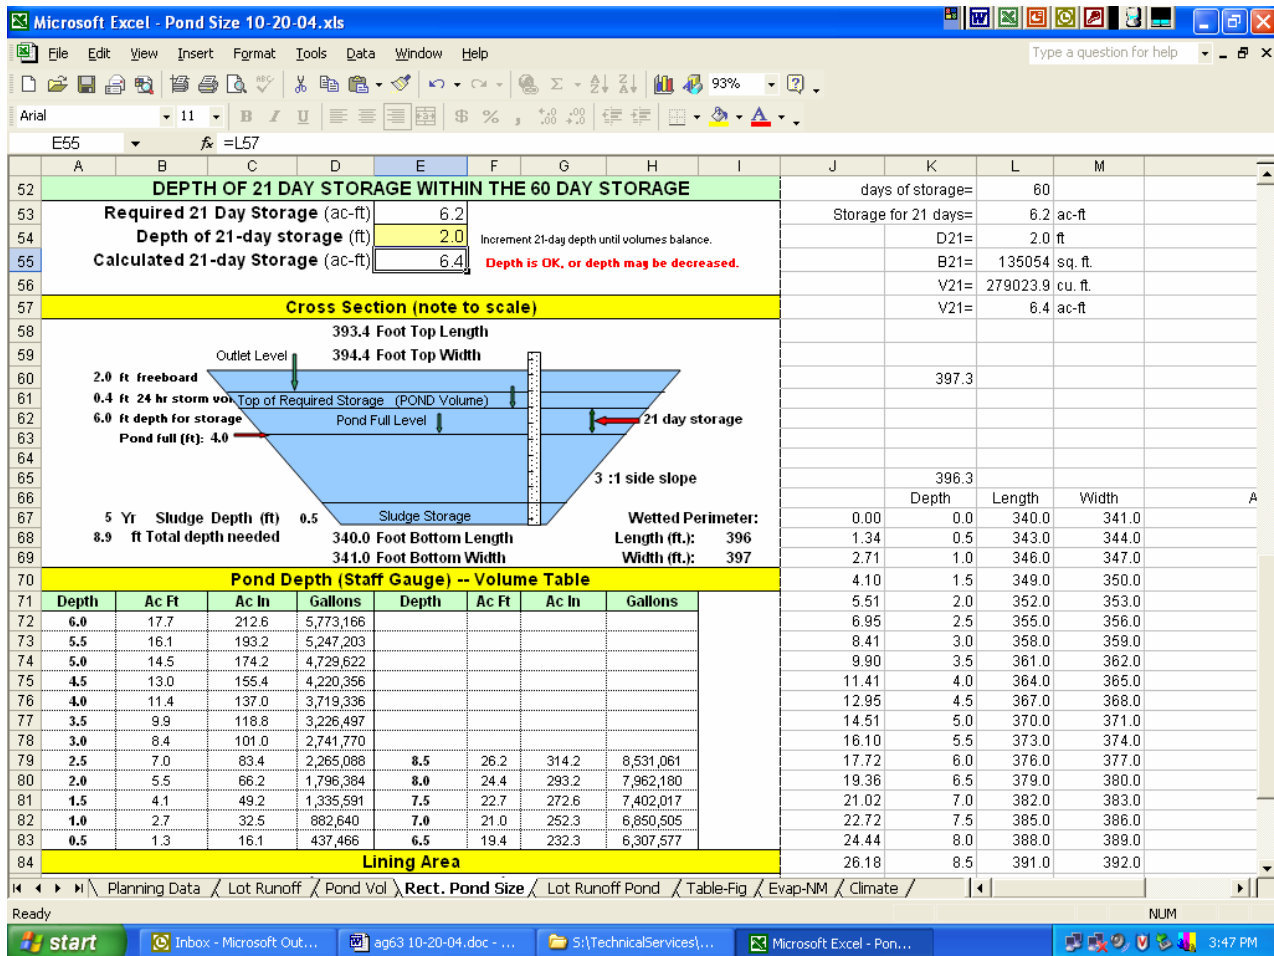 Microsoft Excel - Pond Size 10-20-04.xls
File Edit View Insert Format Tools Data Window Help Type a question for help
93%
Arial 11 B I U $ % ,
E55 fx =L57
A B C D E F G H I J K L M
52 DEPTH OF 21 DAY STORAGE WITHIN THE 60 DAY STORAGE days of storage= 60
53 Required 21 Day Storage (ac-ft) 6.2 Storage for 21 days= 6.2 ac-ft
54 Depth of 21-day storage (ft) 2.0 Increment 21-day depth until volumes balance. D21= 2.0 ft
55 Calculated 21-day Storage (ac-ft) 6.4 Depth is OK, or depth may be decreased. B21= 135054 sq. ft.
56 V21= 279023.9 cu. ft.
57 Cross Section (note to scale) V21= 6.4 ac-ft
58 393.4 Foot Top Length
59 Outlet Level 394.4 Foot Top Width
60 2.0 ft freeboard 397.3
61 0.4 ft 24 hr storm vol Top of Required Storage (POND Volume)
62 6.0 ft depth for storage Pond Full Level 21 day storage
63 Pond full (ft): 4.0
64
65 3 :1 side slope 396.3
66 Depth Length Width A
67 5 Yr Sludge Depth (ft) 0.5 Sludge Storage Wetted Perimeter: 0.00 0.0 340.0 341.0
68 8.9 ft Total depth needed 340.0 Foot Bottom Length Length (ft.): 396 1.34 0.5 343.0 344.0
69 341.0 Foot Bottom Width Width (ft.): 397 2.71 1.0 346.0 347.0
70 Pond Depth (Staff Gauge) -- Volume Table 4.10 1.5 349.0 350.0
71 Depth Ac Ft Ac In Gallons Depth Ac Ft Ac In Gallons 5.51 2.0 352.0 353.0
72 6.0 17.7 212.6 5,773,166 6.95 2.5 355.0 356.0
73 5.5 16.1 193.2 5,247,203 8.41 3.0 358.0 359.0
74 5.0 14.5 174.2 4,729,622 9.90 3.5 361.0 362.0
75 4.5 13.0 155.4 4,220,356 11.41 4.0 364.0 365.0
76 4.0 11.4 137.0 3,719,336 12.95 4.5 367.0 368.0
77 3.5 9.9 118.8 3,226,497 14.51 5.0 370.0 371.0
78 3.0 8.4 101.0 2,741,770 16.10 5.5 373.0 374.0
79 2.5 7.0 83.4 2,265,088 8.5 26.2 314.2 8,531,061 17.72 6.0 376.0 377.0
80 2.0 5.5 66.2 1,796,384 8.0 24.4 293.2 7,962,180 19.36 6.5 379.0 380.0
81 1.5 4.1 49.2 1,335,591 7.5 22.7 272.6 7,402,017 21.02 7.0 382.0 383.0
82 1.0 2.7 32.5 882,640 7.0 21.0 252.3 6,850,505 22.72 7.5 385.0 386.0
83 0.5 1.3 16.1 437,466 6.5 19.4 232.3 6,307,577 24.44 8.0 388.0 389.0
84 Lining Area 26.18 8.5 391.0 392.0
Planning Data / Lot Runoff / Pond Vol \ Rect. Pond Size / Lot Runoff Pond / Table-Fig / Evap-NM / Climate /
Ready NUM
start Inbox - Microsoft Out... ag63 10-20-04.doc - ... S:\TechnicalServices\... Microsoft Excel - Pon... 3:47 PM